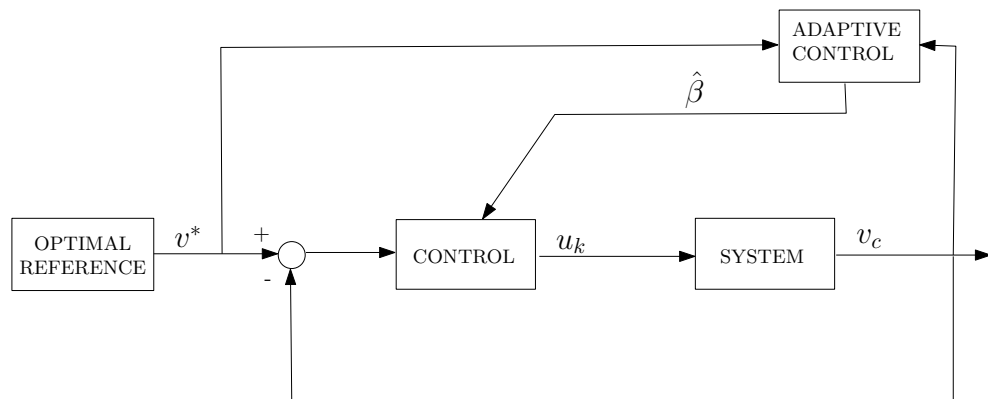 ADAPTIVE
CONTROL
β̂
OPTIMAL
REFERENCE
v*
+
-
CONTROL
u_k
SYSTEM
v_c